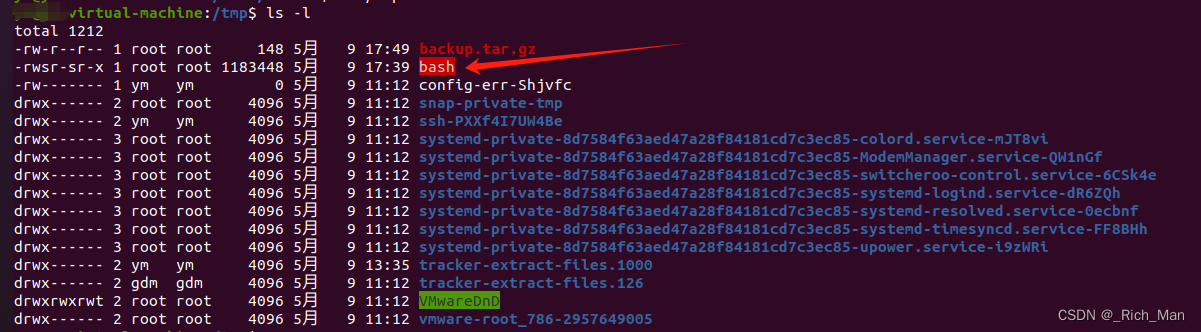 virtual-machine:/tmp$ ls -l
total 1212
-rw-r--r-- 1 root root     148 5月    9 17:49 backup.tar.gz
-rwsr-sr-x 1 root root 1183448 5月    9 17:39 bash
-rw------- 1 ym   ym         0 5月    9 11:12 config-err-Shjvfc
drwx------ 2 root root    4096 5月    9 11:12 snap-private-tmp
drwx------ 2 ym   ym      4096 5月    9 11:12 ssh-PXXf4I7UW4Be
drwx------ 3 root root    4096 5月    9 11:12 systemd-private-8d7584f63aed47a28f84181cd7c3ec85-colord.service-mJT8vi
drwx------ 3 root root    4096 5月    9 11:12 systemd-private-8d7584f63aed47a28f84181cd7c3ec85-ModemManager.service-QW1nGf
drwx------ 3 root root    4096 5月    9 11:12 systemd-private-8d7584f63aed47a28f84181cd7c3ec85-switcheroo-control.service-6CSk4e
drwx------ 3 root root    4096 5月    9 11:12 systemd-private-8d7584f63aed47a28f84181cd7c3ec85-systemd-logind.service-dR6ZQh
drwx------ 3 root root    4096 5月    9 11:12 systemd-private-8d7584f63aed47a28f84181cd7c3ec85-systemd-resolved.service-0ecbnf
drwx------ 3 root root    4096 5月    9 11:12 systemd-private-8d7584f63aed47a28f84181cd7c3ec85-systemd-timesyncd.service-FF8BHh
drwx------ 3 root root    4096 5月    9 11:12 systemd-private-8d7584f63aed47a28f84181cd7c3ec85-upower.service-i9zWRi
drwx------ 2 ym   ym      4096 5月    9 13:35 tracker-extract-files.1000
drwx------ 2 gdm  gdm     4096 5月    9 11:12 tracker-extract-files.126
drwxrwxrwt 2 root root    4096 5月    9 11:12 VMwareDnD
drwx------ 2 root root    4096 5月    9 11:12 vmware-root_786-2957649005
CSDN @_Rich_Man